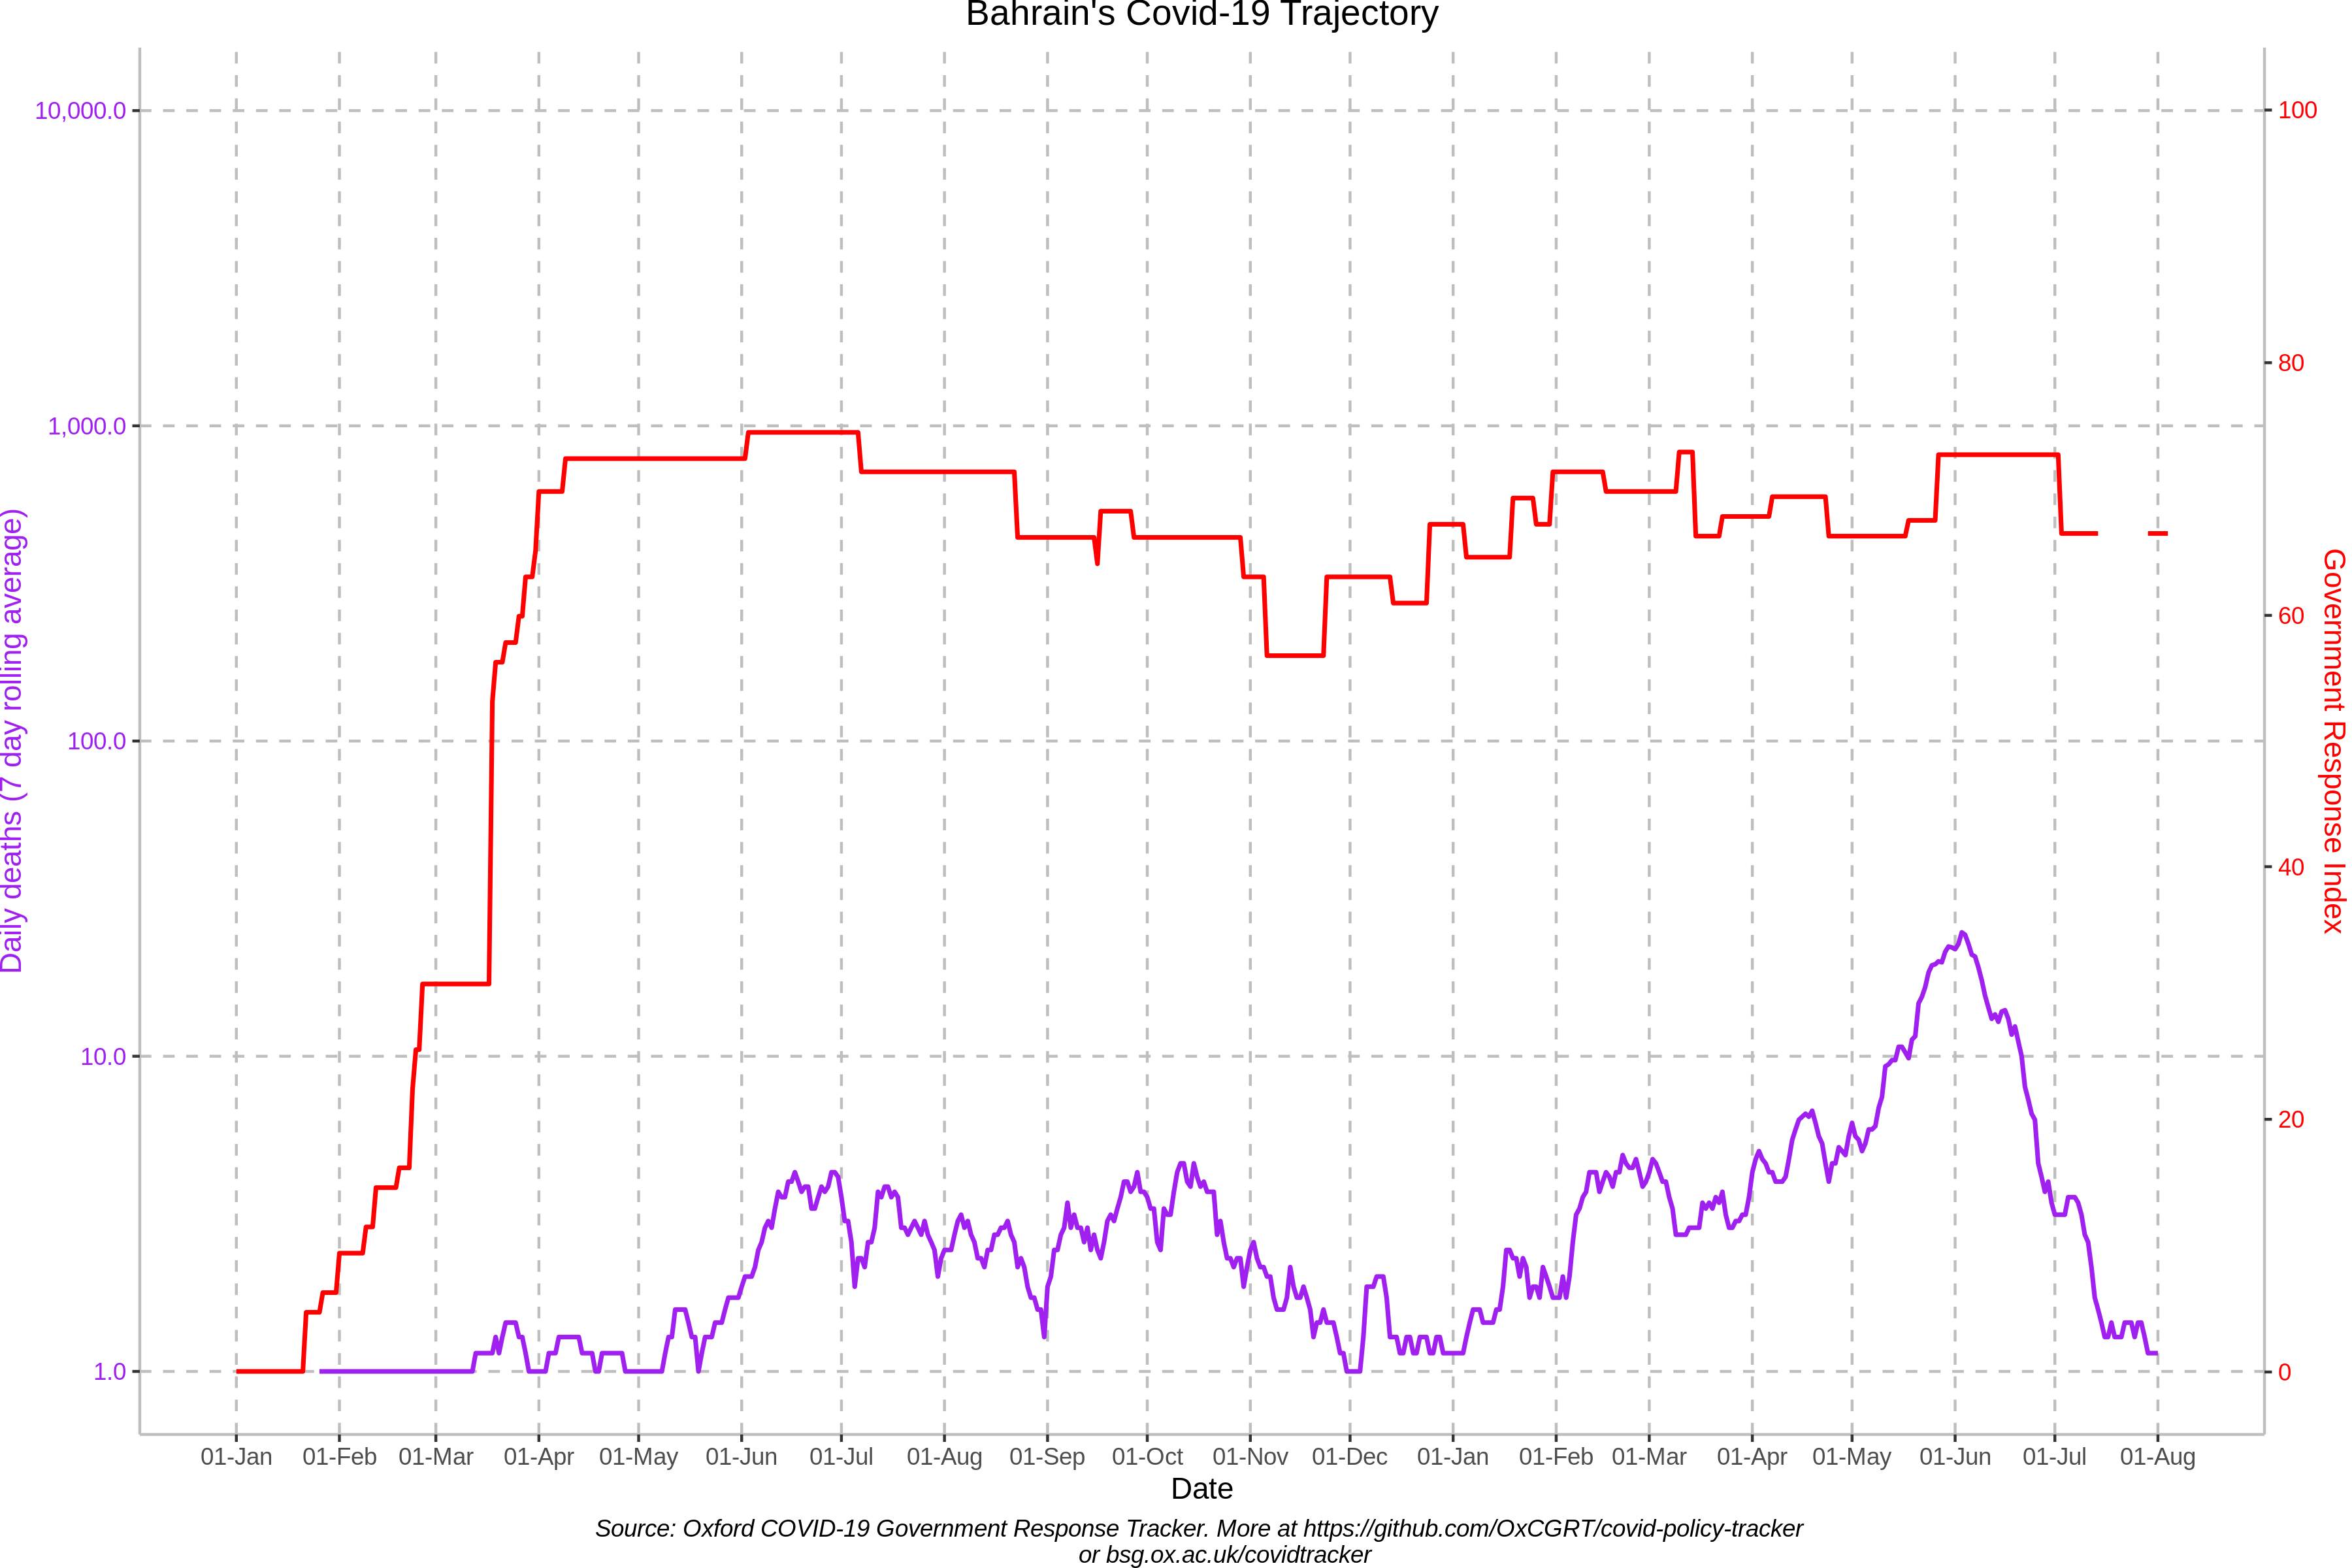 Bahrain's Covid-19 Trajectory
10,000.0
1,000.0
100.0
10.0
1.0
Daily deaths (7 day rolling average)
100
80
60
40
20
0
Government Response Index
01-Jan 01-Feb 01-Mar 01-Apr 01-May 01-Jun 01-Jul 01-Aug 01-Sep 01-Oct 01-Nov 01-Dec 01-Jan 01-Feb 01-Mar 01-Apr 01-May 01-Jun 01-Jul 01-Aug
Date
Source: Oxford COVID-19 Government Response Tracker. More at https://github.com/OxCGRT/covid-policy-tracker
or bsg.ox.ac.uk/covidtracker